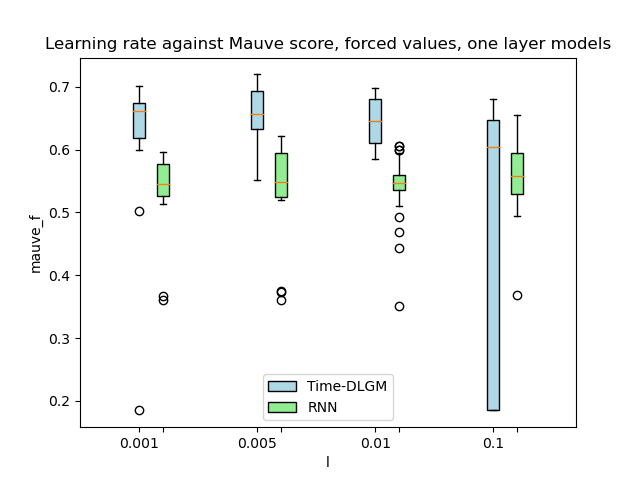 Learning rate against Mauve score, forced values, one layer models
0.7
0.6
0.5
0.4
0.3
0.2
mauve_f
Time-DLGM
RNN
0.001
0.005
0.01
0.1
l